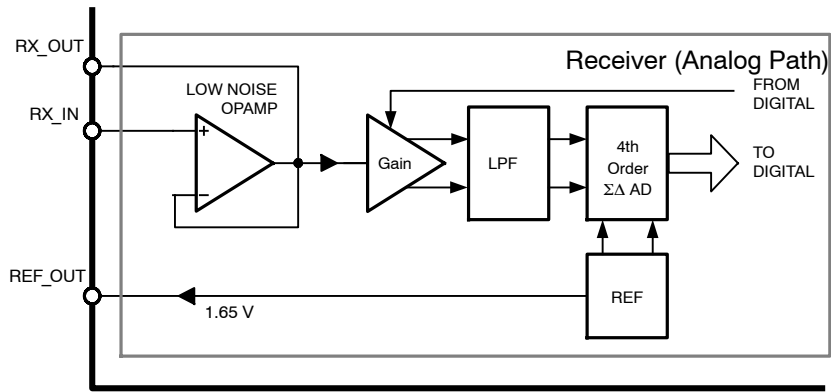 RX_OUT
Receiver (Analog Path)
LOW NOISE
OPAMP
FROM
DIGITAL
RX_IN
+
−
Gain
LPF
4th
Order
ΣΔ AD
TO
DIGITAL
REF_OUT
1.65 V
REF